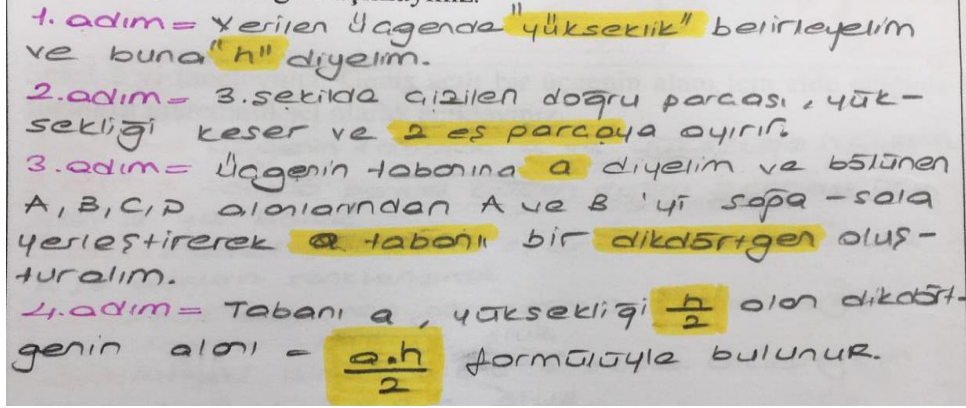 1. adım = Verilen üçgende "yükseklik" belirleyelim
ve buna "h" diyelim.
2. adım = 3. şekilde çizilen doğru parçası, yük-
sekliği keser ve 2 eş parçaya ayırır.
3. adım = Üçgenin tabanına a diyelim ve bölünen
A, B, C, D alanlarından A ve B 'yi sağa - sola
yerleştirerek a tabanlı bir dikdörtgen oluş-
turalım.
4. adım = Tabanı a, yüksekliği h/2 olan dikdört-
genin alanı = a.h/2 formülüyle bulunur.